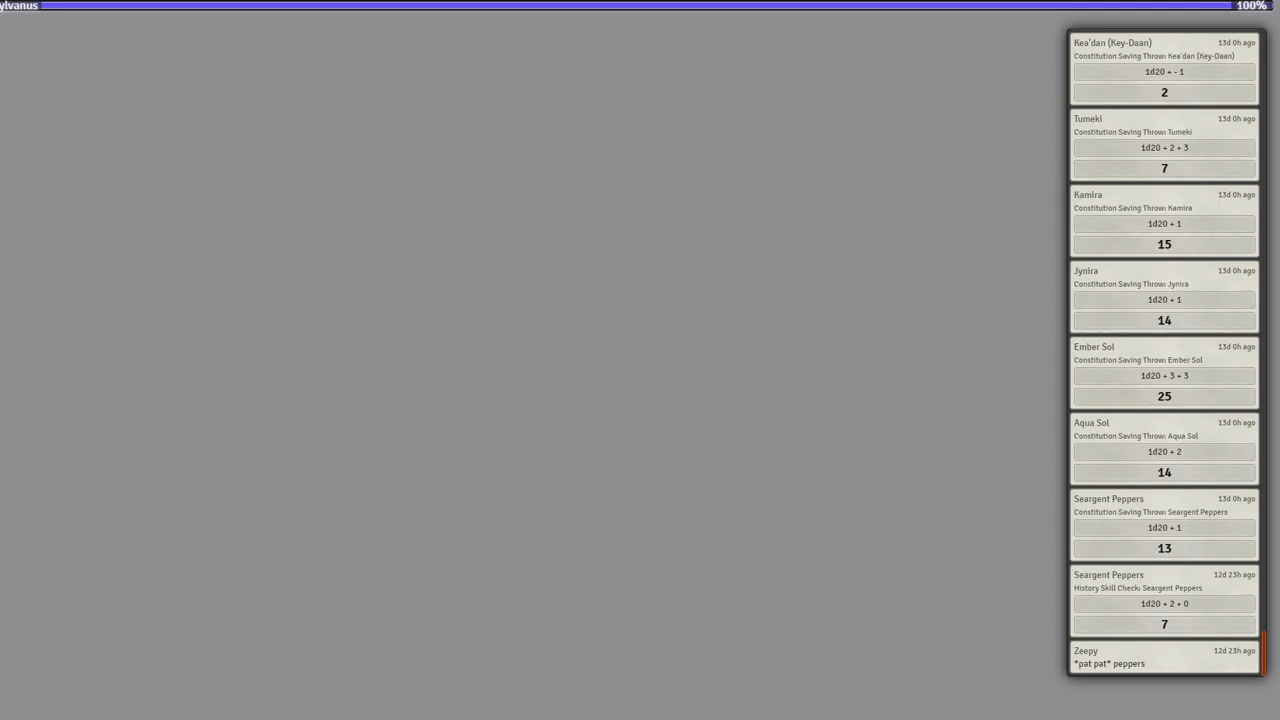 ylvanus
100%
Kea'dan (Key-Daan) 13d 0h ago
Constitution Saving Throw: Kea'dan (Key-Daan)
1d20 + - 1
2
Tumeki 13d 0h ago
Constitution Saving Throw: Tumeki
1d20 + 2 + 3
7
Kamira 13d 0h ago
Constitution Saving Throw: Kamira
1d20 + 1
15
Jynira 13d 0h ago
Constitution Saving Throw: Jynira
1d20 + 1
14
Ember Sol 13d 0h ago
Constitution Saving Throw: Ember Sol
1d20 + 3 + 3
25
Aqua Sol 13d 0h ago
Constitution Saving Throw: Aqua Sol
1d20 + 2
14
Seargent Peppers 13d 0h ago
Constitution Saving Throw: Seargent Peppers
1d20 + 1
13
Seargent Peppers 12d 23h ago
History Skill Check: Seargent Peppers
1d20 + 2 + 0
7
Zeepy 12d 23h ago
*pat pat* peppers